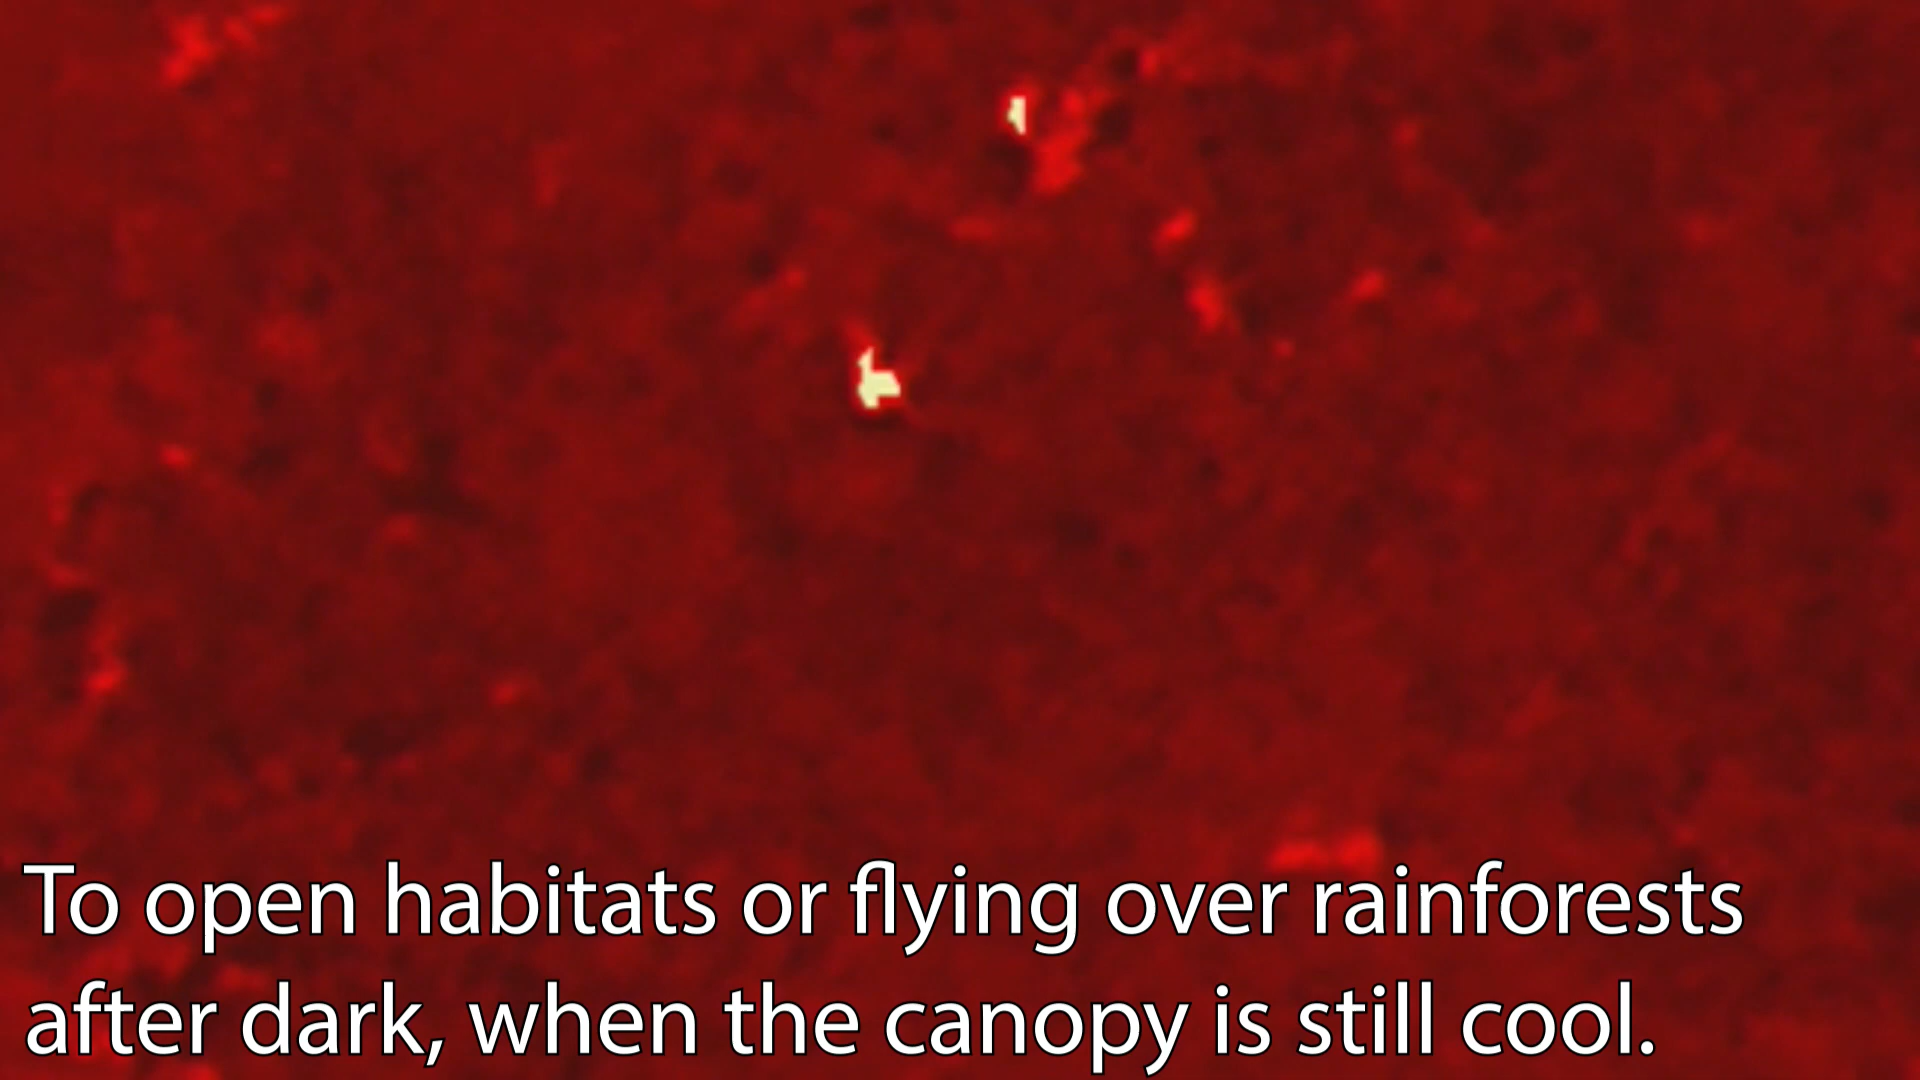 To open habitats or flying over rainforests
after dark, when the canopy is still cool.